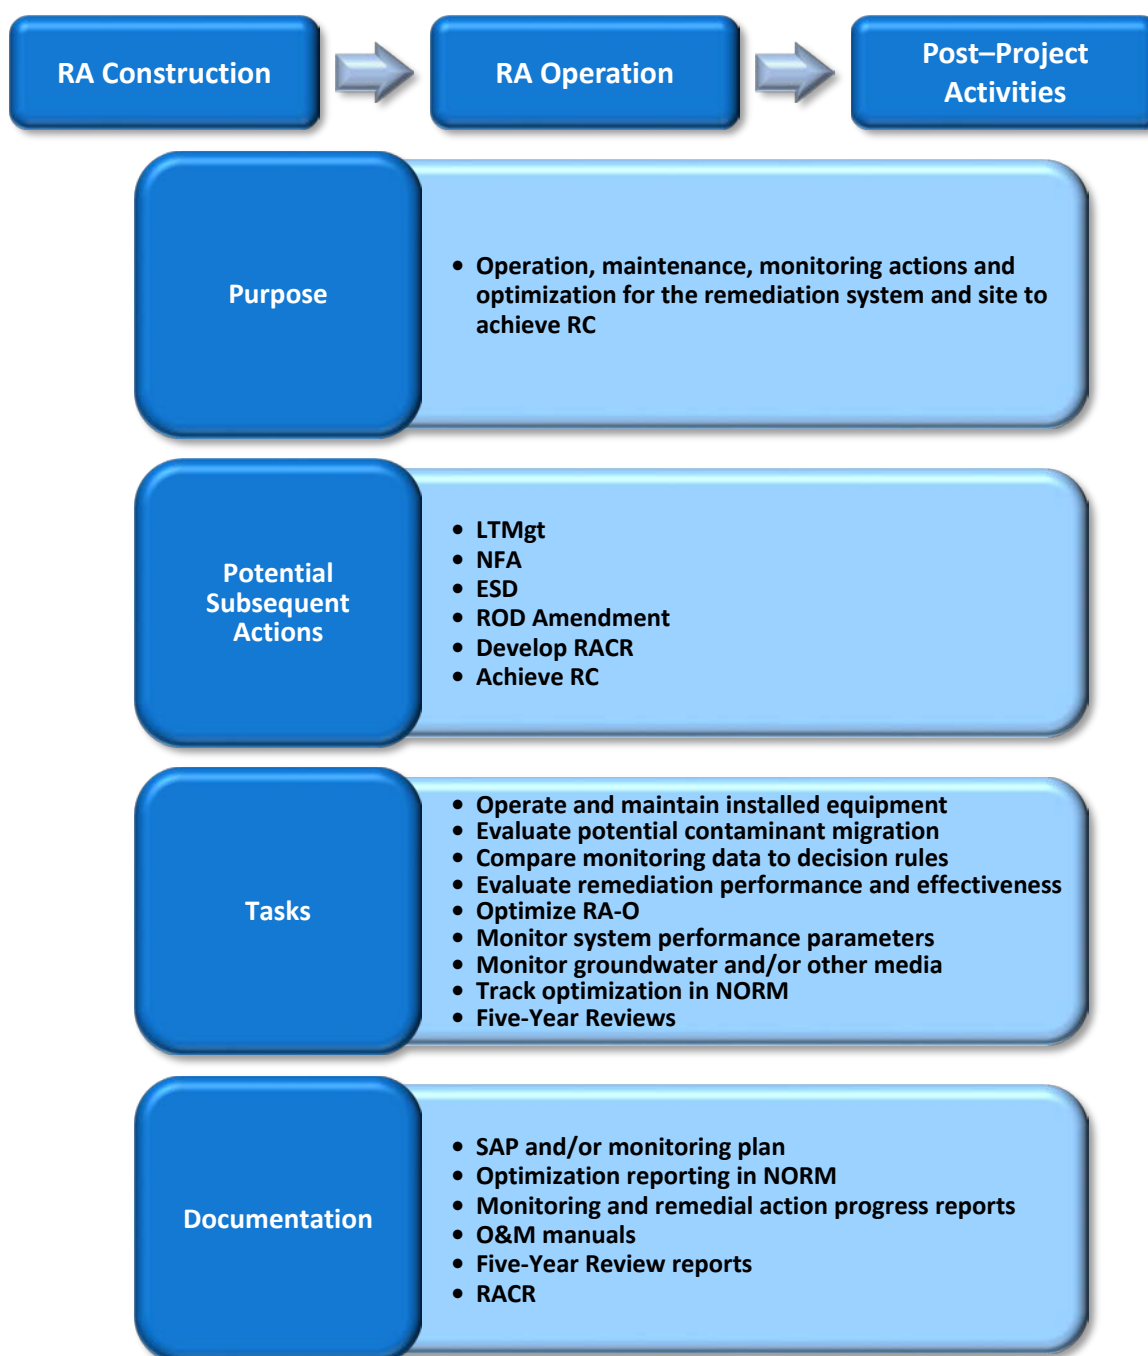 RA Construction
RA Operation
Post–Project
Activities
Purpose
• Operation, maintenance, monitoring actions and
optimization for the remediation system and site to
achieve RC
Potential
Subsequent
Actions
• LTMgt
• NFA
• ESD
• ROD Amendment
• Develop RACR
• Achieve RC
Tasks
• Operate and maintain installed equipment
• Evaluate potential contaminant migration
• Compare monitoring data to decision rules
• Evaluate remediation performance and effectiveness
• Optimize RA-O
• Monitor system performance parameters
• Monitor groundwater and/or other media
• Track optimization in NORM
• Five-Year Reviews
Documentation
• SAP and/or monitoring plan
• Optimization reporting in NORM
• Monitoring and remedial action progress reports
• O&M manuals
• Five-Year Review reports
• RACR